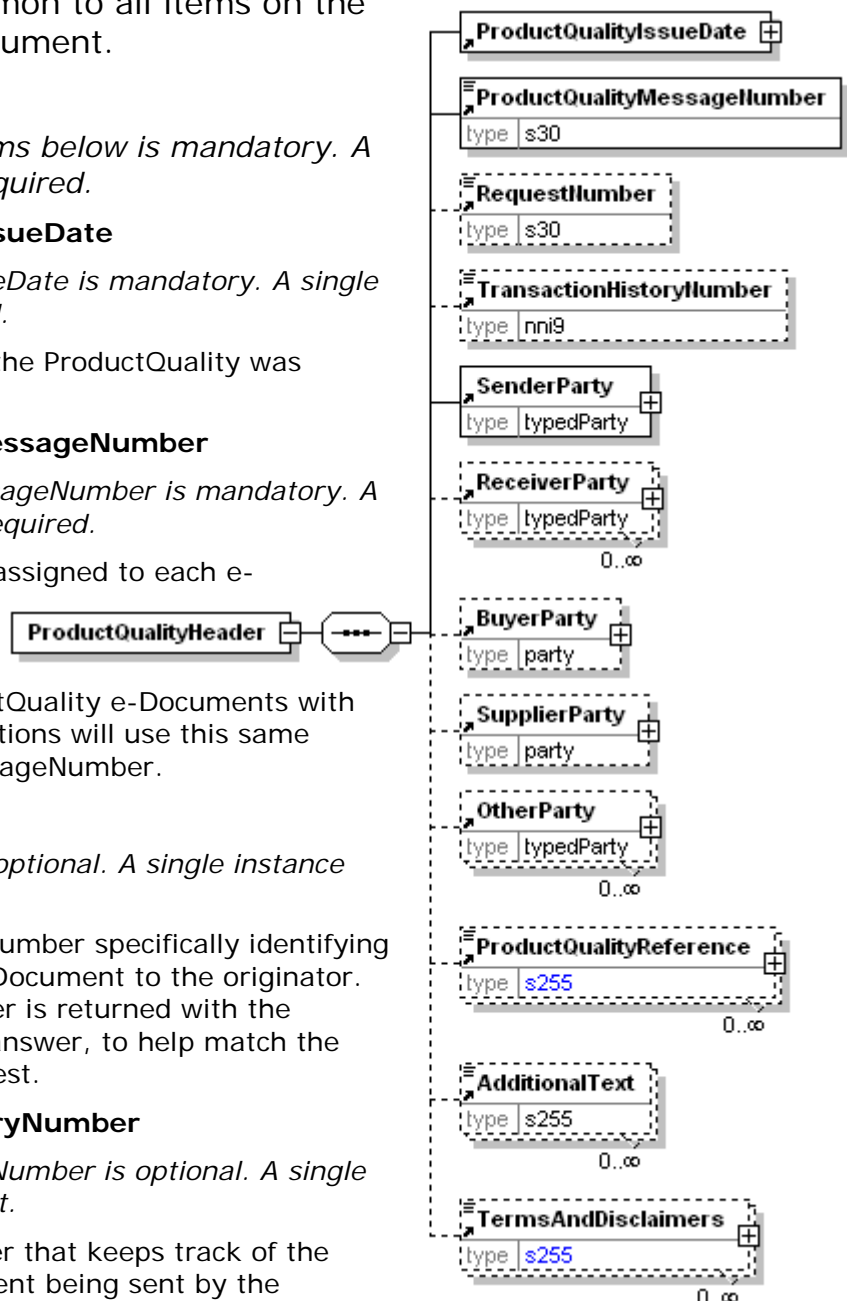 mon to all items on the
cument.
ms below is mandatory. A
quired.
sueDate
eDate is mandatory. A single
.
the ProductQuality was
essageNumber
sageNumber is mandatory. A
equired.
assigned to each e-
tQuality e-Documents with
tions will use this same
ageNumber.
optional. A single instance
umber specifically identifying
Document to the originator.
er is returned with the
answer, to help match the
est.
ryNumber
Number is optional. A single
t.
er that keeps track of the
ent being sent by the
ProductQualityHeader
ProductQualityIssueDate
ProductQualityMessageNumber
type s30
RequestNumber
type s30
TransactionHistoryNumber
type nni9
SenderParty
type typedParty
ReceiverParty
type typedParty
0..∞
BuyerParty
type party
SupplierParty
type party
OtherParty
type typedParty
0..∞
ProductQualityReference
type s255
0..∞
AdditionalText
type s255
0..∞
TermsAndDisclaimers
type s255
0..∞